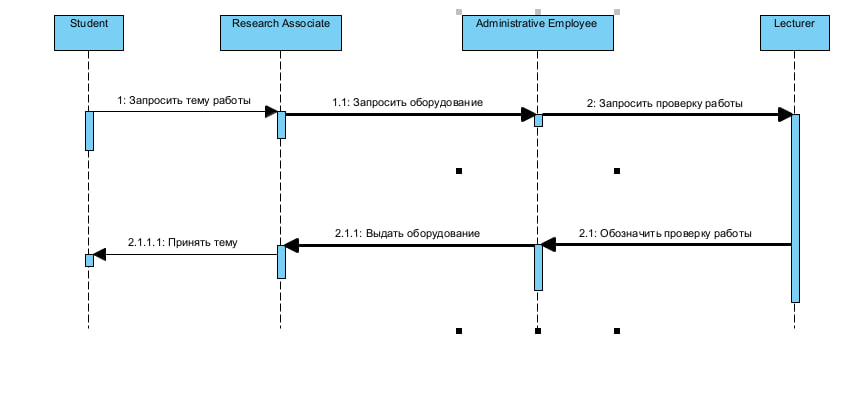 Student
Research Associate
Administrative Employee
Lecturer
1: Запросить тему работы
1.1: Запросить оборудование
2: Запросить проверку работы
2.1.1.1: Принять тему
2.1.1: Выдать оборудование
2.1: Обозначить проверку работы